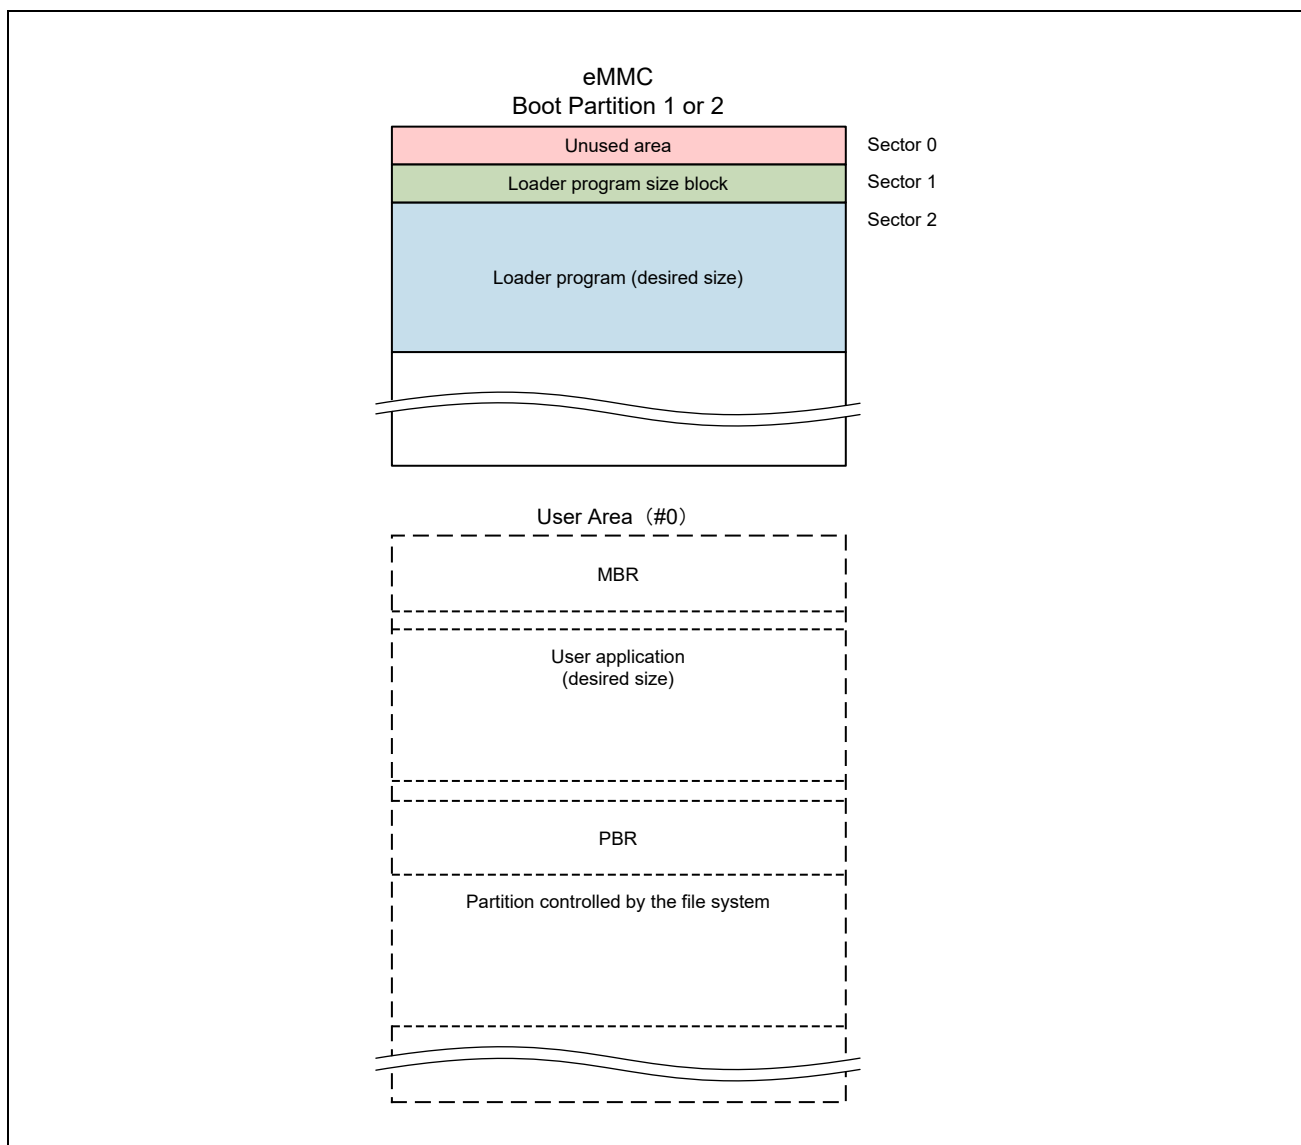 eMMC
Boot Partition 1 or 2
Unused area
Sector 0
Loader program size block
Sector 1
Sector 2
Loader program (desired size)
User Area（#0）
MBR
User application
(desired size)
PBR
Partition controlled by the file system